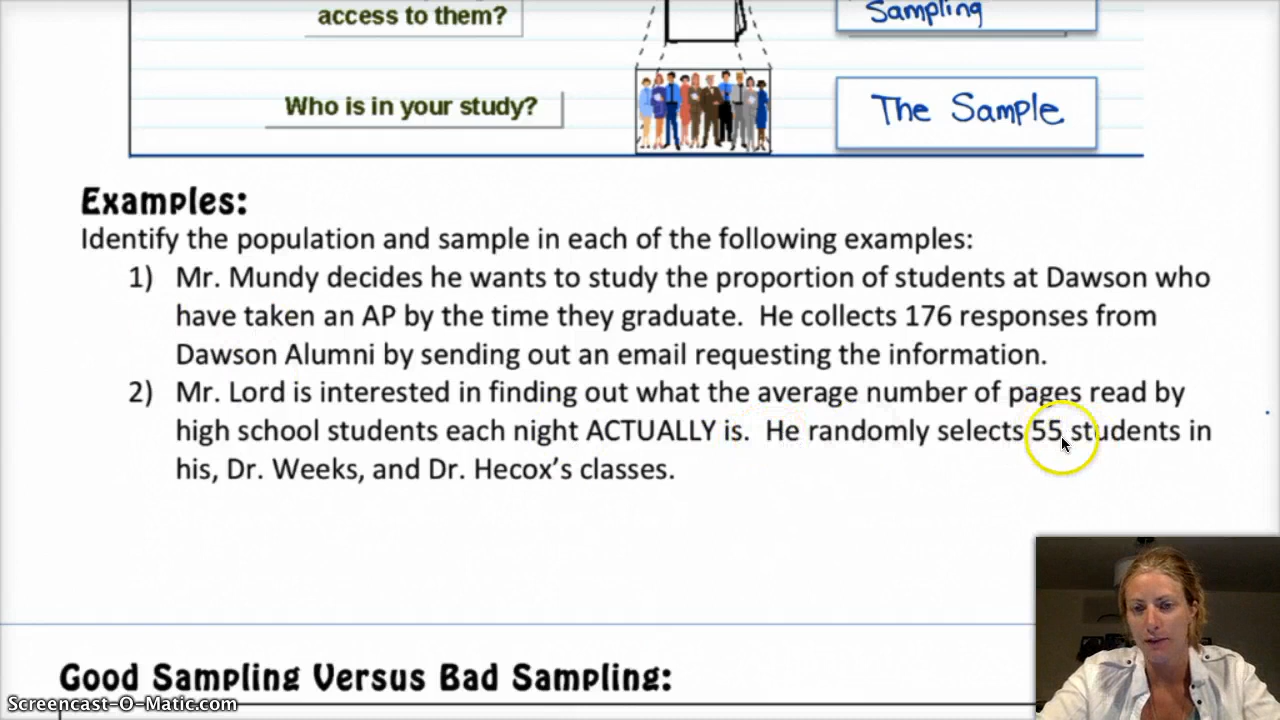 access to them?
Sampling
Who is in your study?
The Sample
Examples:
Identify the population and sample in each of the following examples:
1) Mr. Mundy decides he wants to study the proportion of students at Dawson who
have taken an AP by the time they graduate. He collects 176 responses from
Dawson Alumni by sending out an email requesting the information.
2) Mr. Lord is interested in finding out what the average number of pages read by
high school students each night ACTUALLY is. He randomly selects 55 students in
his, Dr. Weeks, and Dr. Hecox's classes.
Good Sampling Versus Bad Sampling:
Screencast-O-Matic.com